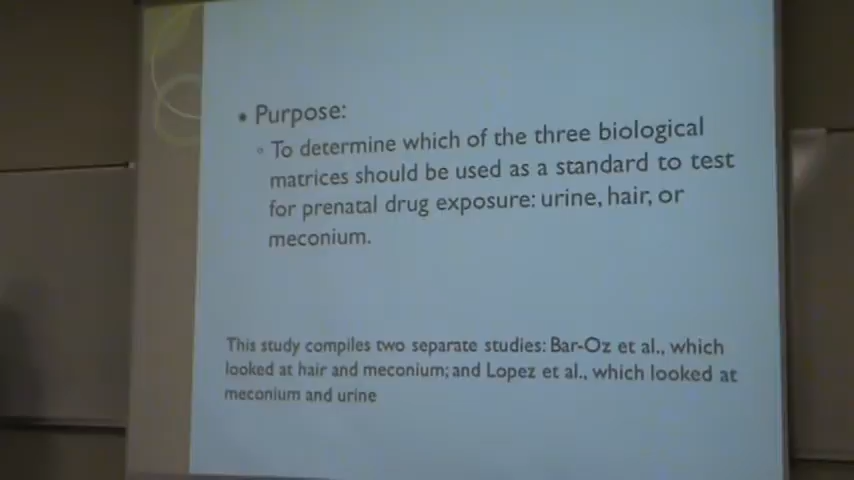 • Purpose:
◦ To determine which of the three biological
matrices should be used as a standard to test
for prenatal drug exposure: urine, hair, or
meconium.
This study compiles two separate studies: Bar-Oz et al., which
looked at hair and meconium; and Lopez et al., which looked at
meconium and urine